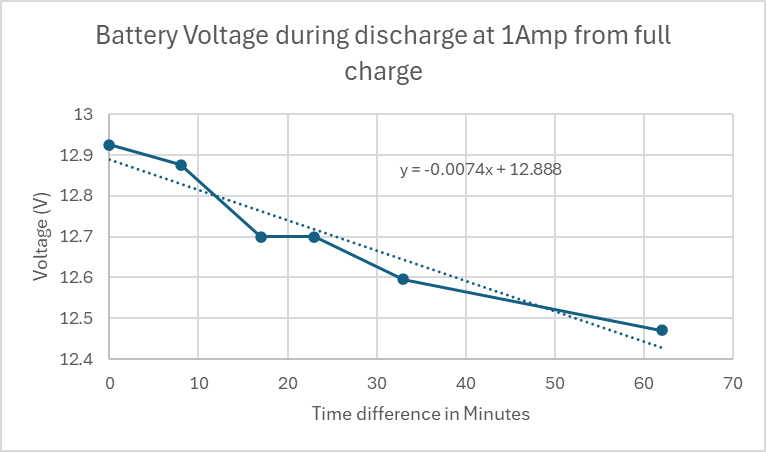 Battery Voltage during discharge at 1Amp from full
charge
13
12.9
12.8
12.7
12.6
12.5
12.4
Voltage (V)
y = -0.0074x + 12.888
0 10 20 30 40 50 60 70
Time difference in Minutes